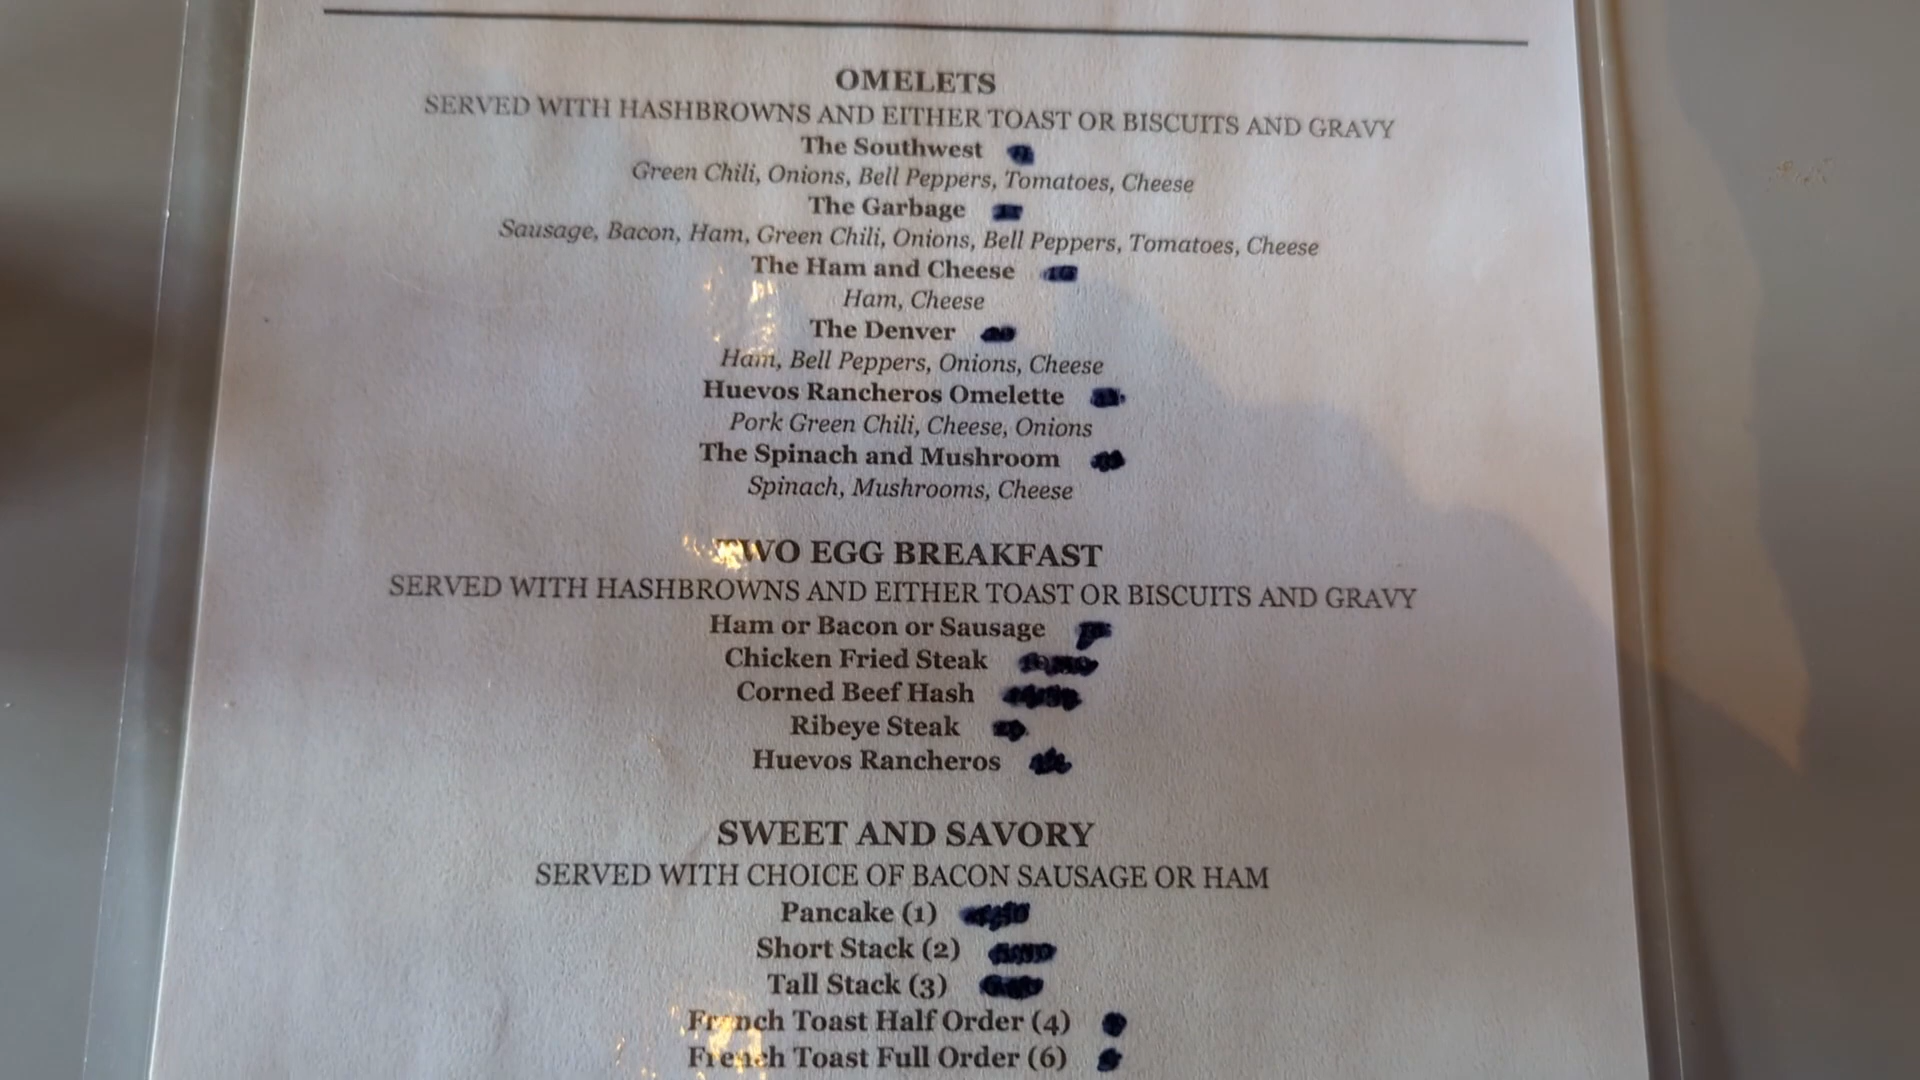 OMELETS
SERVED WITH HASHBROWNS AND EITHER TOAST OR BISCUITS AND GRAVY
The Southwest
Green Chili, Onions, Bell Peppers, Tomatoes, Cheese
The Garbage
Sausage, Bacon, Ham, Green Chili, Onions, Bell Peppers, Tomatoes, Cheese
The Ham and Cheese
Ham, Cheese
The Denver
Ham, Bell Peppers, Onions, Cheese
Huevos Rancheros Omelette
Pork Green Chili, Cheese, Onions
The Spinach and Mushroom
Spinach, Mushrooms, Cheese
TWO EGG BREAKFAST
SERVED WITH HASHBROWNS AND EITHER TOAST OR BISCUITS AND GRAVY
Ham or Bacon or Sausage
Chicken Fried Steak
Corned Beef Hash
Ribeye Steak
Huevos Rancheros
SWEET AND SAVORY
SERVED WITH CHOICE OF BACON SAUSAGE OR HAM
Pancake (1)
Short Stack (2)
Tall Stack (3)
French Toast Half Order (4)
French Toast Full Order (6)